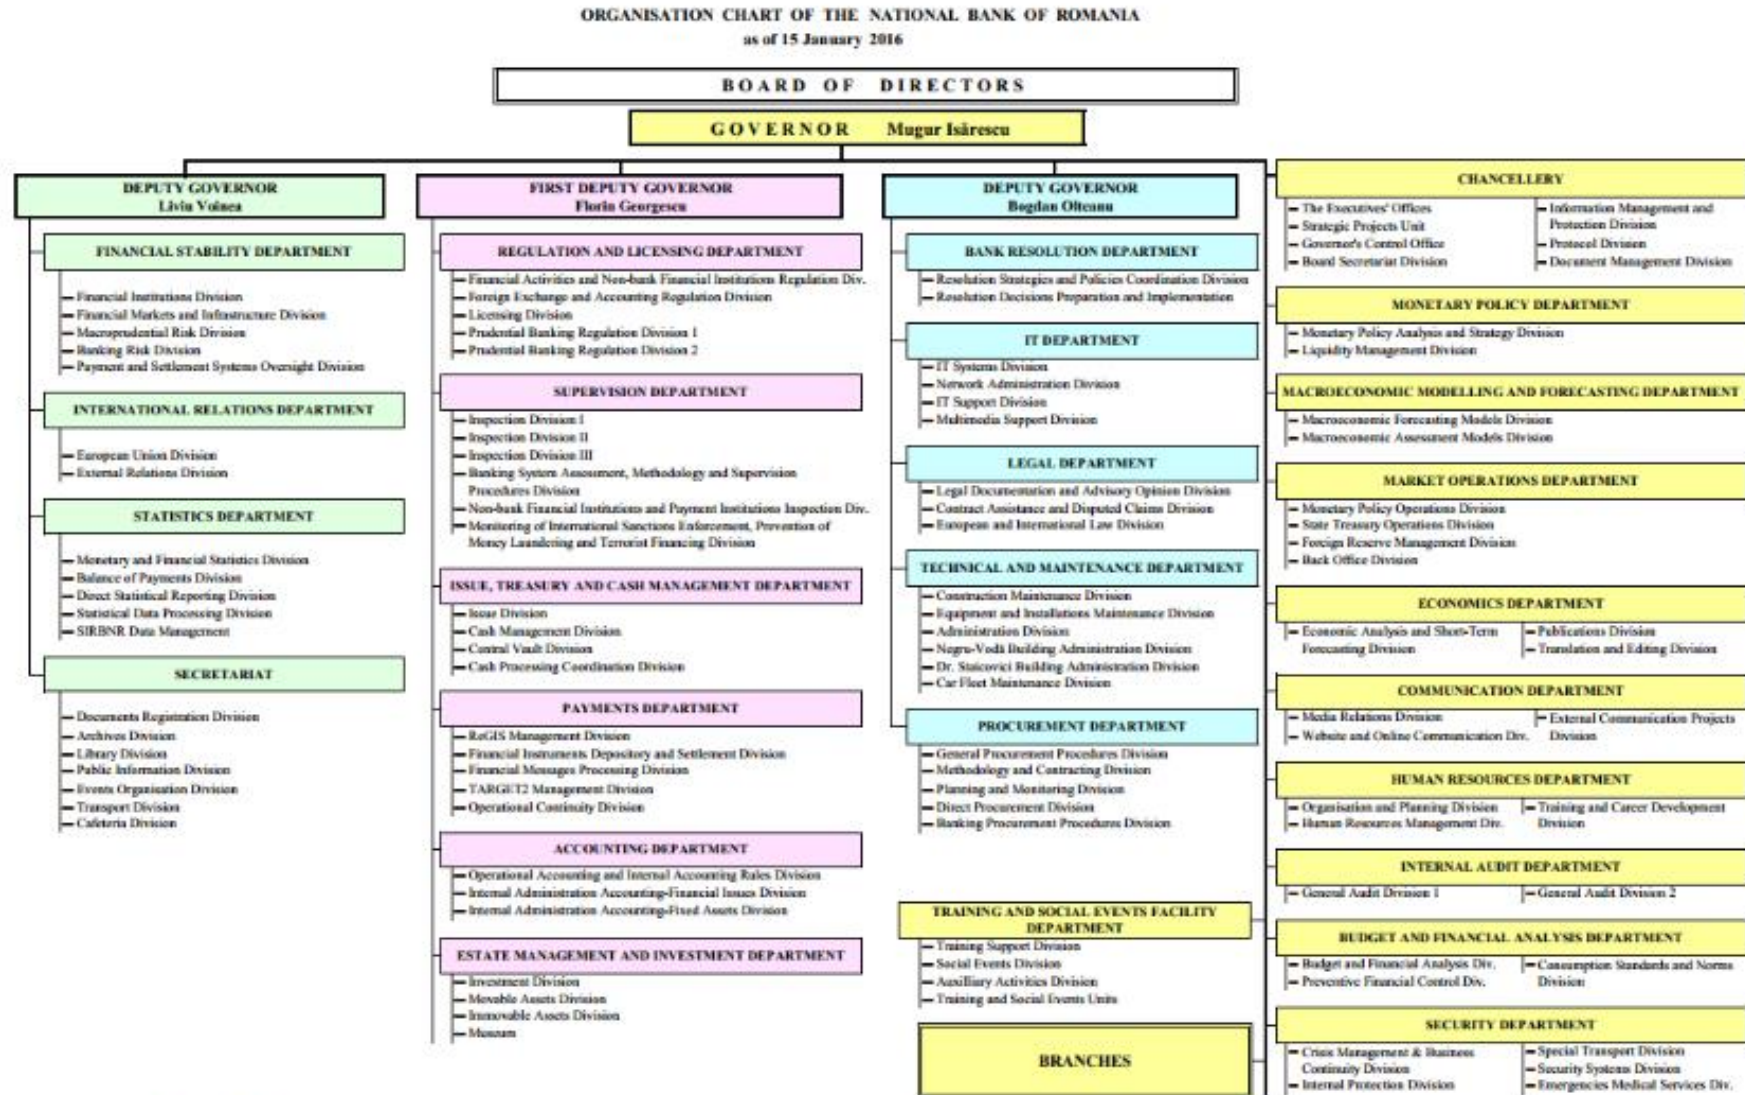 ORGANISATION CHART OF THE NATIONAL BANK OF ROMANIA
as of 15 January 2016
BOARD OF DIRECTORS
GOVERNOR Mugur Isărescu
DEPUTY GOVERNOR
Liviu Voinea
FINANCIAL STABILITY DEPARTMENT
Financial Institutions Division
Financial Markets and Infrastructure Division
Macroprudential Risk Division
Banking Risk Division
Payment and Settlement Systems Oversight Division
INTERNATIONAL RELATIONS DEPARTMENT
European Union Division
External Relations Division
STATISTICS DEPARTMENT
Monetary and Financial Statistics Division
Balance of Payments Division
Direct Statistical Reporting Division
Statistical Data Processing Division
SIRBNR Data Management
SECRETARIAT
Documents Registration Division
Archives Division
Library Division
Public Information Division
Events Organisation Division
Transport Division
Cafeteria Division
FIRST DEPUTY GOVERNOR
Florin Georgescu
REGULATION AND LICENSING DEPARTMENT
Financial Activities and Non-bank Financial Institutions Regulation Div.
Foreign Exchange and Accounting Regulation Division
Licensing Division
Prudential Banking Regulation Division 1
Prudential Banking Regulation Division 2
SUPERVISION DEPARTMENT
Inspection Division I
Inspection Division II
Inspection Division III
Banking System Assessment, Methodology and Supervision
Procedures Division
Non-bank Financial Institutions and Payment Institutions Inspection Div.
Monitoring of International Sanctions Enforcement, Prevention of
Money Laundering and Terrorist Financing Division
ISSUE, TREASURY AND CASH MANAGEMENT DEPARTMENT
Issue Division
Cash Management Division
Central Vault Division
Cash Processing Coordination Division
PAYMENTS DEPARTMENT
ReGIS Management Division
Financial Instruments Depository and Settlement Division
Financial Messages Processing Division
TARGET2 Management Division
Operational Continuity Division
ACCOUNTING DEPARTMENT
Operational Accounting and Internal Accounting Rules Division
Internal Administration Accounting-Financial Issues Division
Internal Administration Accounting-Fixed Assets Division
ESTATE MANAGEMENT AND INVESTMENT DEPARTMENT
Investment Division
Movable Assets Division
Immovable Assets Division
Museum
DEPUTY GOVERNOR
Bogdan Olteanu
BANK RESOLUTION DEPARTMENT
Resolution Strategies and Policies Coordination Division
Resolution Decisions Preparation and Implementation
IT DEPARTMENT
IT Systems Division
Network Administration Division
IT Support Division
Multimedia Support Division
LEGAL DEPARTMENT
Legal Documentation and Advisory Opinion Division
Contract Assistance and Disputed Claims Division
European and International Law Division
TECHNICAL AND MAINTENANCE DEPARTMENT
Construction Maintenance Division
Equipment and Installations Maintenance Division
Administration Division
Negru-Vodă Building Administration Division
Dr. Staicovici Building Administration Division
Car Fleet Maintenance Division
PROCUREMENT DEPARTMENT
General Procurement Procedures Division
Methodology and Contracting Division
Planning and Monitoring Division
Direct Procurement Division
Banking Procurement Procedures Division
TRAINING AND SOCIAL EVENTS FACILITY
DEPARTMENT
Training Support Division
Social Events Division
Auxilliary Activities Division
Training and Social Events Units
BRANCHES
CHANCELLERY
The Executives' Offices
Strategic Projects Unit
Governor's Control Office
Board Secretariat Division
Information Management and
Protection Division
Protocol Division
Document Management Division
MONETARY POLICY DEPARTMENT
Monetary Policy Analysis and Strategy Division
Liquidity Management Division
MACROECONOMIC MODELLING AND FORECASTING DEPARTMENT
Macroeconomic Forecasting Models Division
Macroeconomic Assessment Models Division
MARKET OPERATIONS DEPARTMENT
Monetary Policy Operations Division
State Treasury Operations Division
Foreign Reserve Management Division
Back Office Division
ECONOMICS DEPARTMENT
Economic Analysis and Short-Term
Forecasting Division
Publications Division
Translation and Editing Division
COMMUNICATION DEPARTMENT
Media Relations Division
Website and Online Communication Div.
External Communication Projects
Division
HUMAN RESOURCES DEPARTMENT
Organisation and Planning Division
Human Resources Management Div.
Training and Career Development
Division
INTERNAL AUDIT DEPARTMENT
General Audit Division 1
General Audit Division 2
BUDGET AND FINANCIAL ANALYSIS DEPARTMENT
Budget and Financial Analysis Div.
Preventive Financial Control Div.
Consumption Standards and Norms
Division
SECURITY DEPARTMENT
Crisis Management & Business
Continuity Division
Internal Protection Division
Special Transport Division
Security Systems Division
Emergencies Medical Services Div.